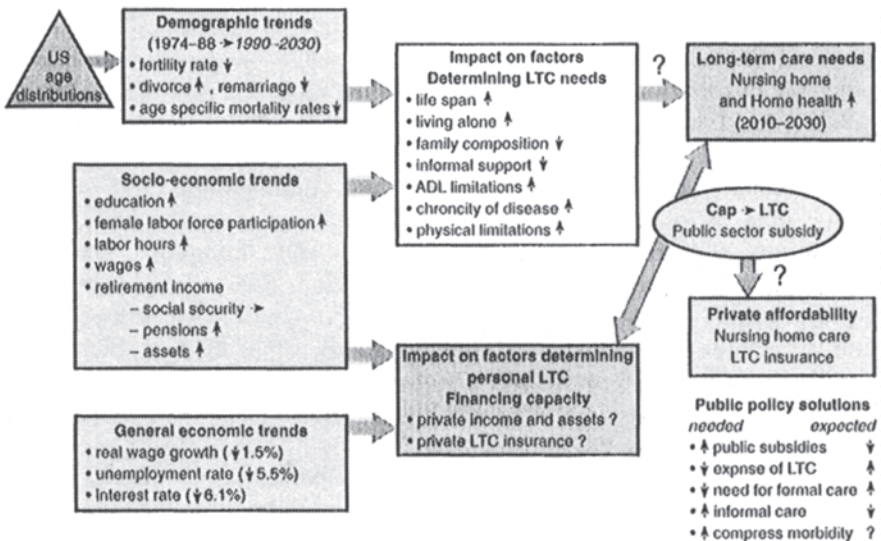 US
age
distributions
Demographic trends
(1974–88 → 1990 -2030)
• fertility rate ↓
• divorce ↑ , remarriage ↓
• age specific mortality rates ↓
Socio-economic trends
• education ↑
• female labor force participation ↑
• labor hours ↑
• wages ↑
• retirement income
– social security →
– pensions ↑
– assets ↑
General economic trends
• real wage growth (↓1.5%)
• unemployment rate (↓5.5%)
• Interest rate (↓6.1%)
Impact on factors
Determining LTC needs
• life span ↑
• living alone ↑
• family composition ↓
• informal support ↓
• ADL limitations ↑
• chroncity of disease ↑
• physical limitations ↑
Impact on factors determining
personal LTC
Financing capacity
• private income and assets ?
• private LTC insurance ?
?
Long-term care needs
Nursing home
and Home health ↑
(2010–2030)
Cap → LTC
Public sector subsidy
?
Private affordability
Nursing home care
LTC insurance
Public policy solutions
needed expected
• ↑ public subsidies ↓
• ↓ expnse of LTC ↑
• ↓ need for formal care ↑
• ↑ informal care ↓
• ↑ compress morbidity ?